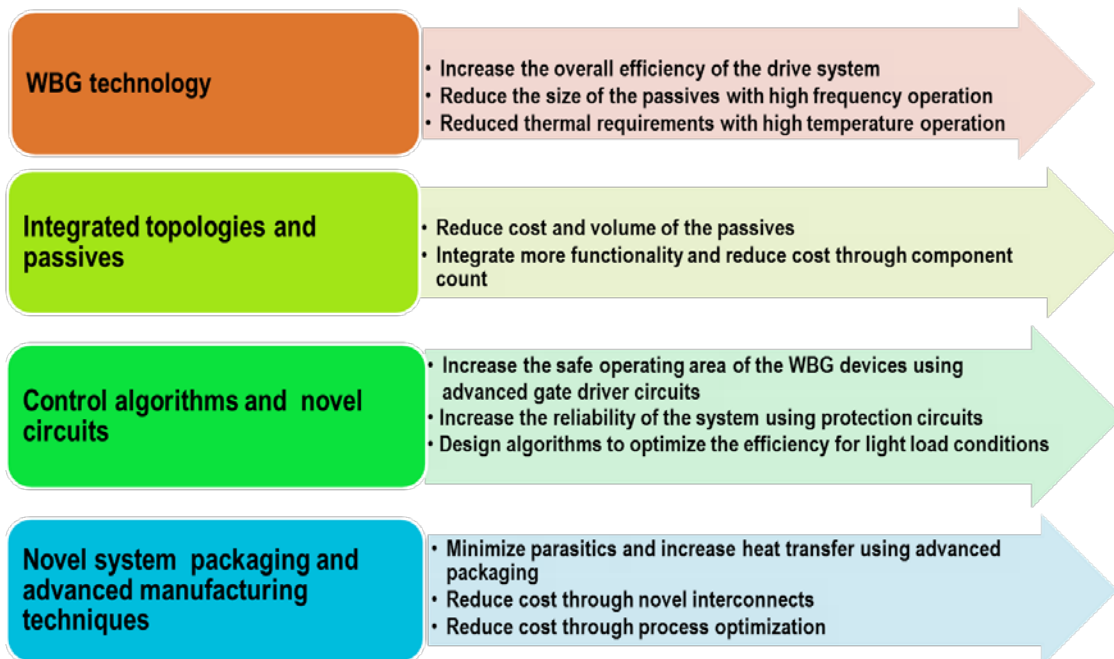 WBG technology
• Increase the overall efficiency of the drive system
• Reduce the size of the passives with high frequency operation
• Reduced thermal requirements with high temperature operation
Integrated topologies and
passives
• Reduce cost and volume of the passives
• Integrate more functionality and reduce cost through component
count
Control algorithms and novel
circuits
• Increase the safe operating area of the WBG devices using
advanced gate driver circuits
• Increase the reliability of the system using protection circuits
• Design algorithms to optimize the efficiency for light load conditions
Novel system packaging and
advanced manufacturing
techniques
• Minimize parasitics and increase heat transfer using advanced
packaging
• Reduce cost through novel interconnects
• Reduce cost through process optimization